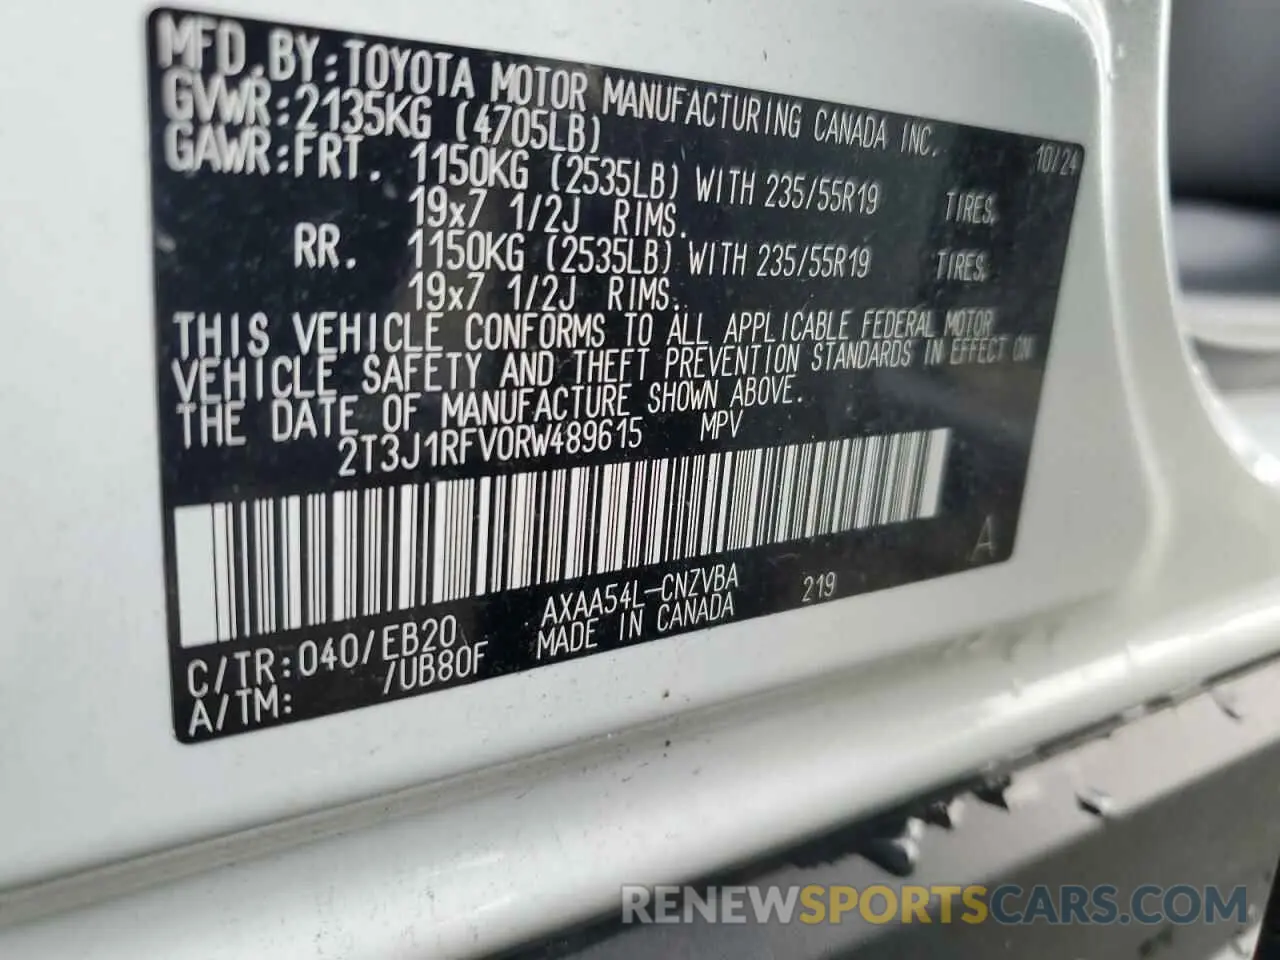 MFD.BY:TOYOTA MOTOR MANUFACTURING CANADA INC. 10/24
GVWR:2135KG (4705LB)
GAWR:FRT. 1150KG (2535LB) WITH 235/55R19 TIRES,
19x7 1/2J RIMS.
RR. 1150KG (2535LB) WITH 235/55R19 TIRES,
19x7 1/2J RIMS.
THIS VEHICLE CONFORMS TO ALL APPLICABLE FEDERAL MOTOR
VEHICLE SAFETY AND THEFT PREVENTION STANDARDS IN EFFECT ON
THE DATE OF MANUFACTURE SHOWN ABOVE.
2T3J1RFV0RW489615 MPV
A
C/TR:040/EB20 AXAA54L-CNZVBA 219
A/TM: /UB80F MADE IN CANADA
RENEWSPORTSCARS.COM